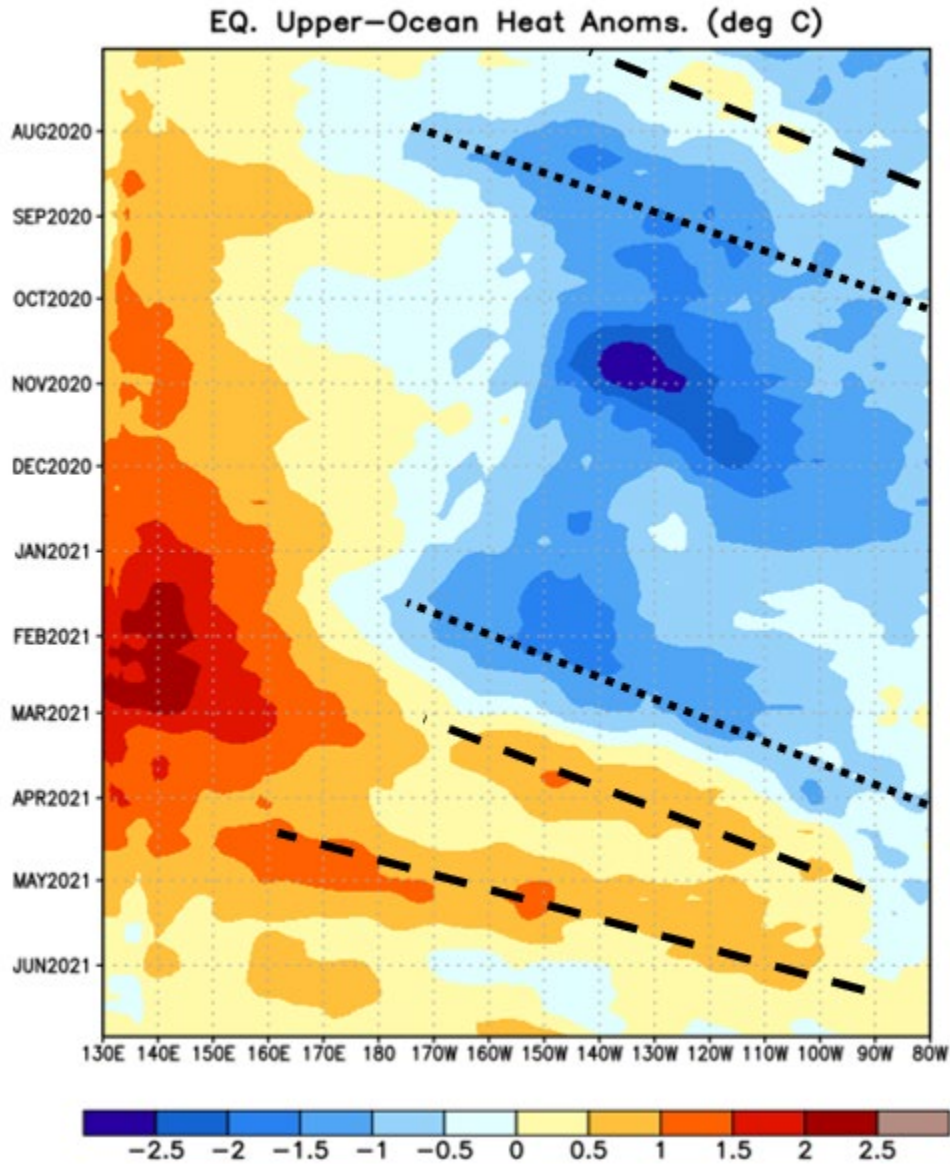 EQ. Upper-Ocean Heat Anoms. (deg C)
AUG2020
SEP2020
OCT2020
NOV2020
DEC2020
JAN2021
FEB2021
MAR2021
APR2021
MAY2021
JUN2021
130E 140E 150E 160E 170E 180 170W 160W 150W 140W 130W 120W 110W 100W 90W 80W
-2.5 -2 -1.5 -1 -0.5 0 0.5 1 1.5 2 2.5